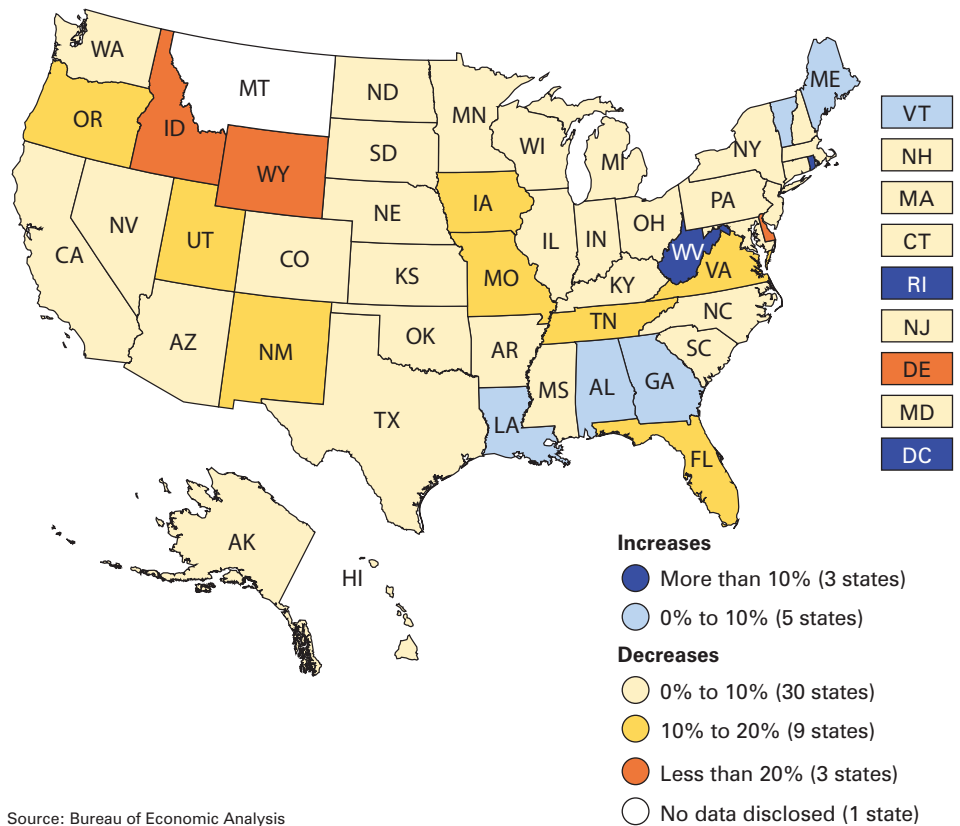 WA
MT
ND
MN
ME
OR
ID
SD
WI
MI
NY
WY
NE
IA
PA
NV
UT
CO
IL
IN
OH
WV
VA
CA
KS
MO
KY
NC
AZ
NM
OK
AR
TN
SC
MS
AL
GA
TX
LA
FL
AK
HI
VT
NH
MA
CT
RI
NJ
DE
MD
DC
Increases
More than 10% (3 states)
0% to 10% (5 states)
Decreases
0% to 10% (30 states)
10% to 20% (9 states)
Less than 20% (3 states)
No data disclosed (1 state)
Source: Bureau of Economic Analysis